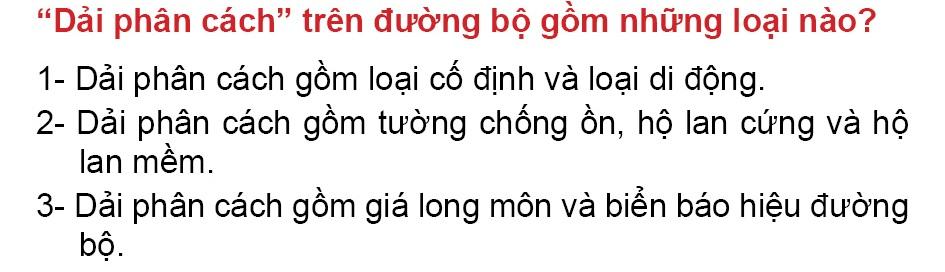 “Dải phân cách” trên đường bộ gồm những loại nào?
1- Dải phân cách gồm loại cố định và loại di động.
2- Dải phân cách gồm tường chống ồn, hộ lan cứng và hộ
lan mềm.
3- Dải phân cách gồm giá long môn và biển báo hiệu đường
bộ.